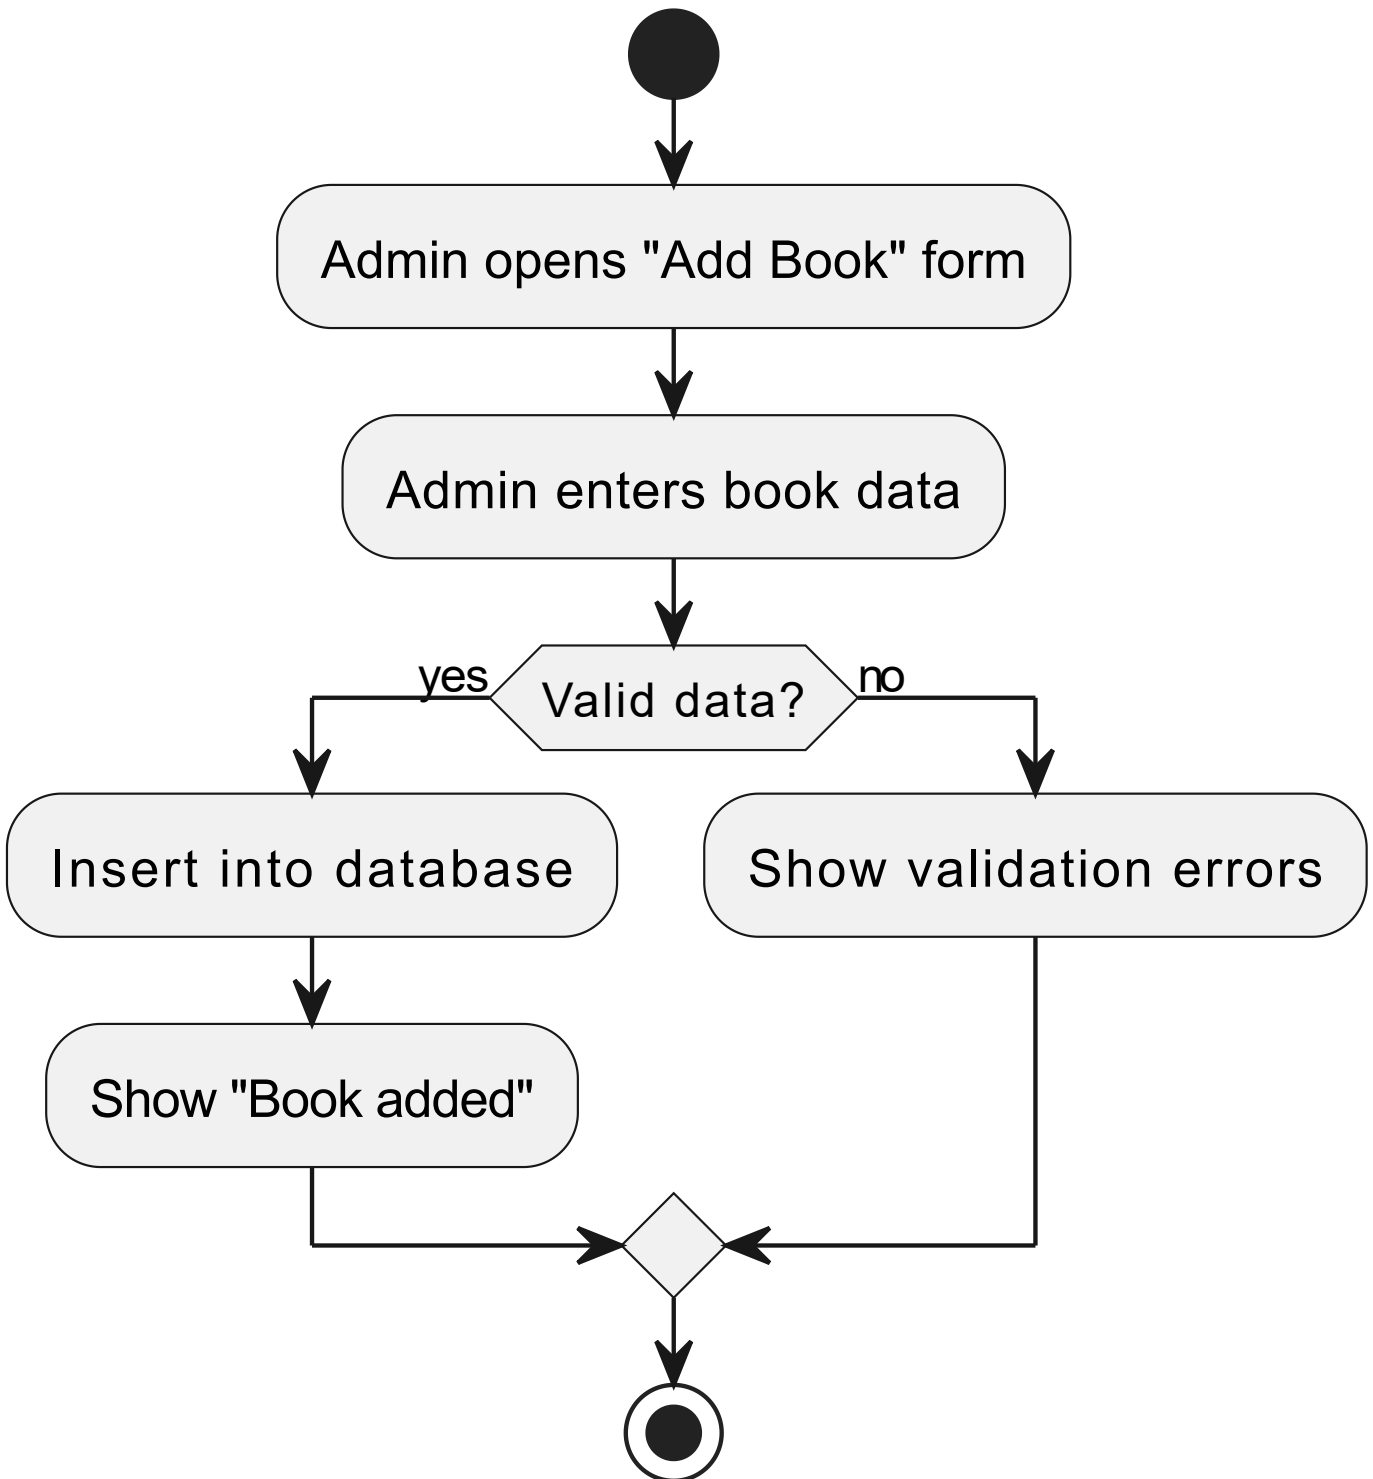 Admin opens "Add Book" form
Admin enters book data
yes
Valid data?
no
Insert into database
Show validation errors
Show "Book added"